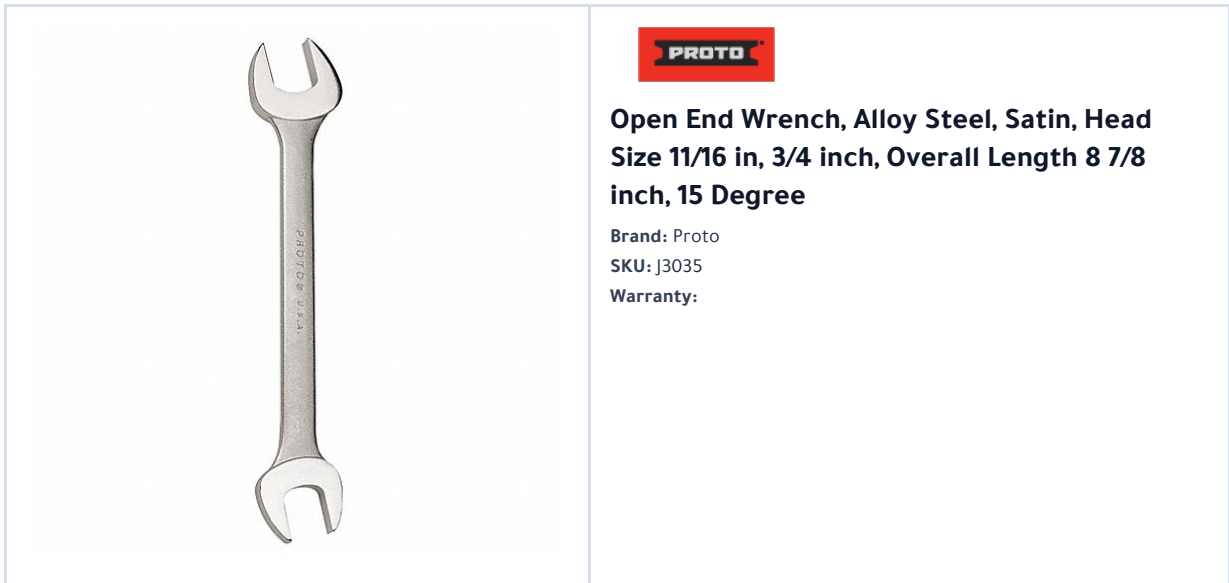 PROTO
Open End Wrench, Alloy Steel, Satin, Head
Size 11/16 in, 3/4 inch, Overall Length 8 7/8
inch, 15 Degree
Brand: Proto
SKU: J3035
Warranty:
PROTO® U.S.A.